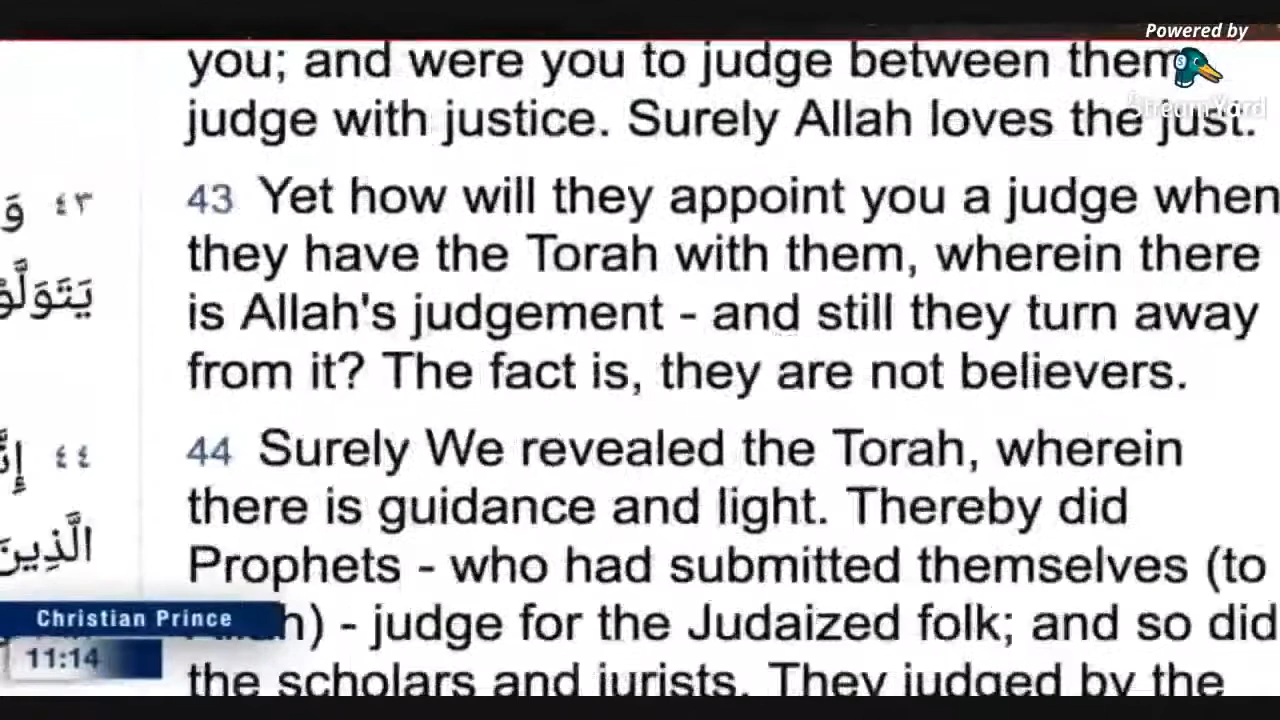 Powered by
StreamYard
you; and were you to judge between them
judge with justice. Surely Allah loves the just.
43 Yet how will they appoint you a judge when
they have the Torah with them, wherein there
is Allah's judgement - and still they turn away
from it? The fact is, they are not believers.
44 Surely We revealed the Torah, wherein
there is guidance and light. Thereby did
Prophets - who had submitted themselves (to
h) - judge for the Judaized folk; and so did
the scholars and jurists. They judged by the
٤٣ وَ
يَتَوَلَّوْ
٤٤ إِنَّ
الَّذِينَ
Christian Prince
11:14